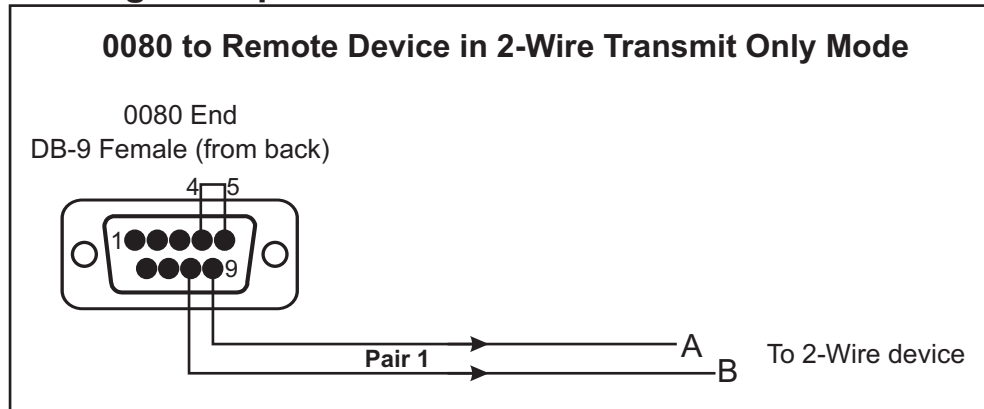 0080 to Remote Device in 2-Wire Transmit Only Mode
0080 End
DB-9 Female (from back)
4 5
1
9
A
Pair 1
To 2-Wire device
B